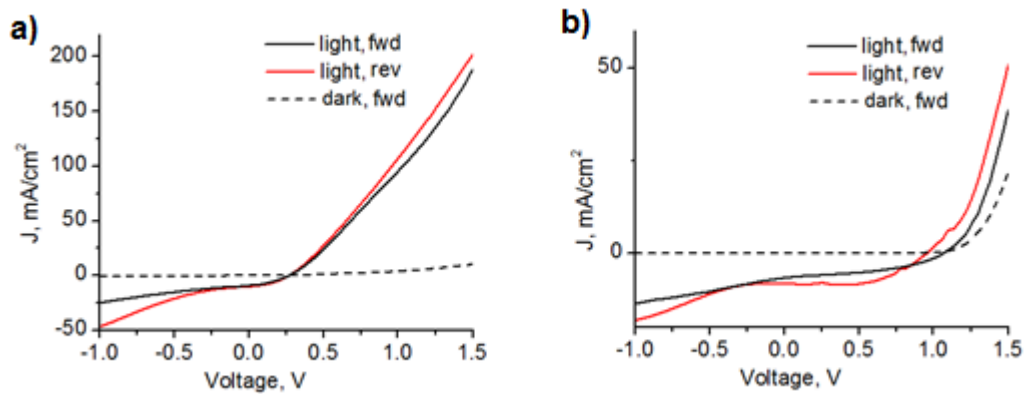 a)
light, fwd
light, rev
dark, fwd
J, mA/cm²
200
150
100
50
0
-50
-1.0 -0.5 0.0 0.5 1.0 1.5
Voltage, V
b)
light, fwd
light, rev
dark, fwd
J, mA/cm²
50
0
-1.0 -0.5 0.0 0.5 1.0 1.5
Voltage, V